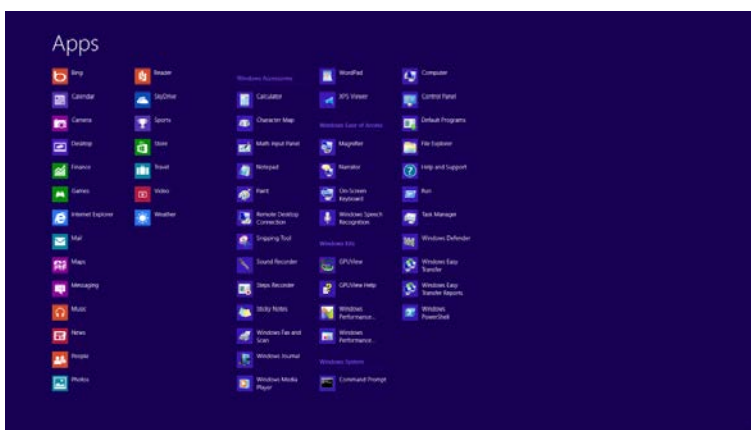 Apps
Bing
Calendar
Camera
Desktop
Finance
Games
Internet Explorer
Mail
Maps
Messaging
Music
News
People
Photos
Reader
SkyDrive
Sports
Store
Travel
Video
Weather
Windows Accessories
Calculator
Character Map
Math Input Panel
Notepad
Paint
Remote Desktop
Connection
Snipping Tool
Sound Recorder
Steps Recorder
Sticky Notes
Windows Fax and
Scan
Windows Journal
Windows Media
Player
WordPad
XPS Viewer
Windows Ease of Access
Magnifier
Narrator
On-Screen
Keyboard
Windows Speech
Recognition
Windows Kits
GPUView
GPUView Help
Windows
Performance...
Windows
Performance...
Windows System
Command Prompt
Computer
Control Panel
Default Programs
File Explorer
Help and Support
Run
Task Manager
Windows Defender
Windows Easy
Transfer
Windows Easy
Transfer Reports
Windows
PowerShell